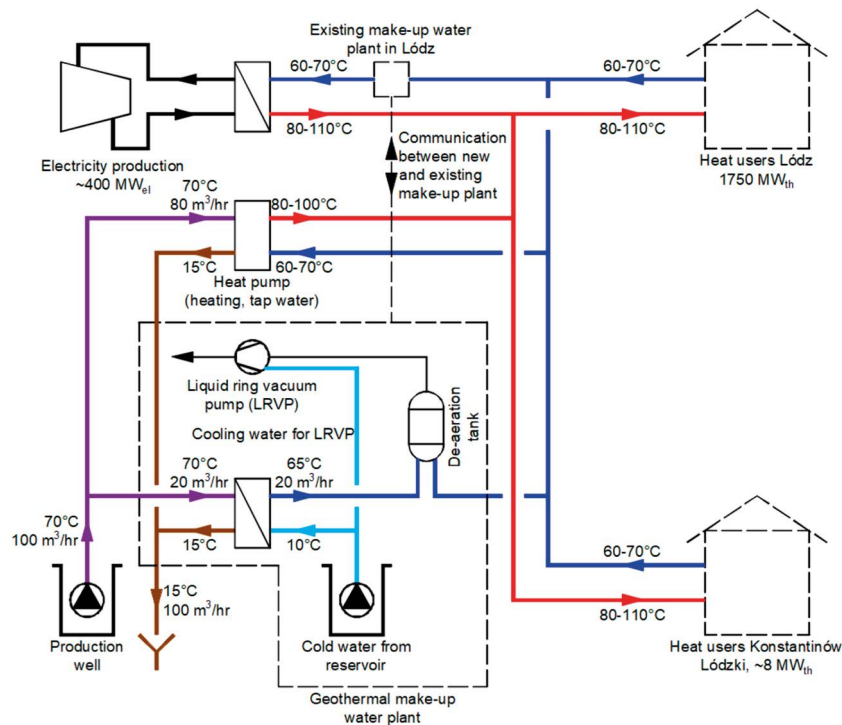 Existing make-up water
plant in Lódz
60-70°C
60-70°C
80-110°C
80-110°C
Electricity production
~400 MWel
Communication
between new
and existing
make-up plant
Heat users Lódz
1750 MWth
70°C
80 m³/hr
80-100°C
15°C
60-70°C
Heat pump
(heating, tap water)
Liquid ring vacuum
pump (LRVP)
De-aeration
tank
Cooling water for LRVP
70°C
20 m³/hr
65°C
20 m³/hr
70°C
100 m³/hr
15°C
10°C
60-70°C
15°C
100 m³/hr
80-110°C
Production
well
Cold water from
reservoir
Heat users Konstantinów
Lódzki, ~8 MWth
Geothermal make-up
water plant